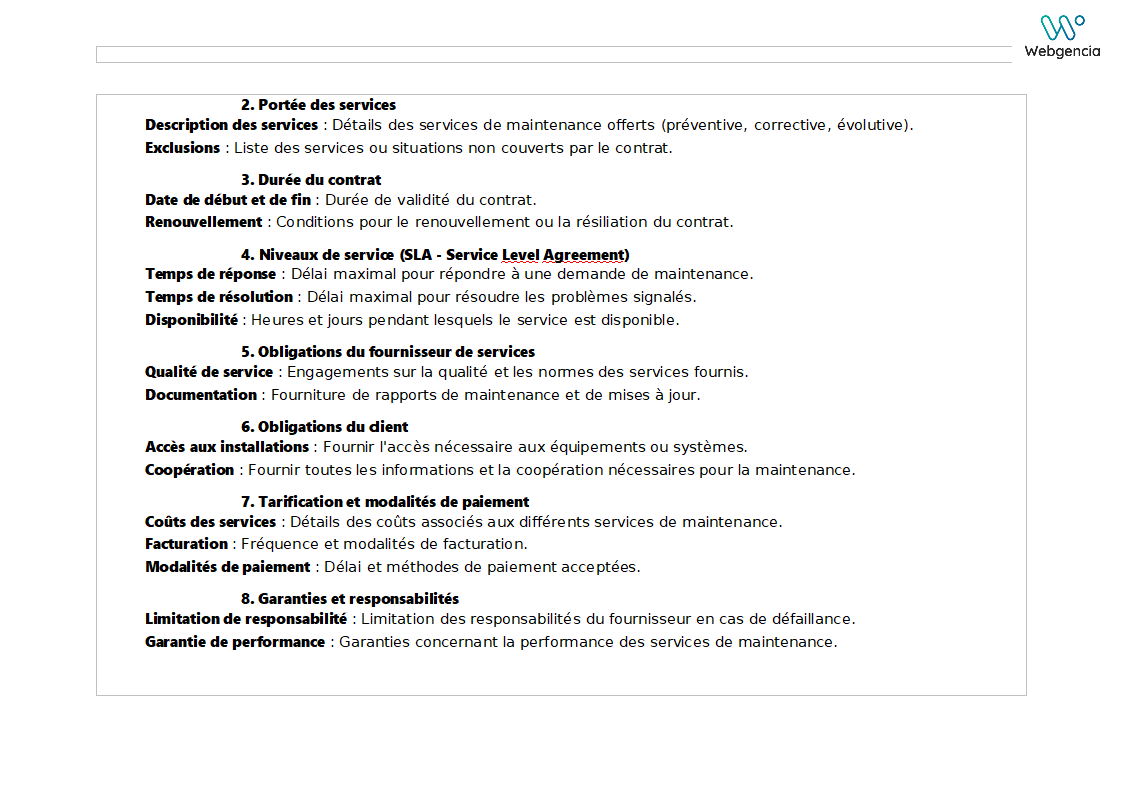 Webgencia
2. Portée des services
Description des services : Détails des services de maintenance offerts (préventive, corrective, évolutive).
Exclusions : Liste des services ou situations non couverts par le contrat.
3. Durée du contrat
Date de début et de fin : Durée de validité du contrat.
Renouvellement : Conditions pour le renouvellement ou la résiliation du contrat.
4. Niveaux de service (SLA - Service Level Agreement)
Temps de réponse : Délai maximal pour répondre à une demande de maintenance.
Temps de résolution : Délai maximal pour résoudre les problèmes signalés.
Disponibilité : Heures et jours pendant lesquels le service est disponible.
5. Obligations du fournisseur de services
Qualité de service : Engagements sur la qualité et les normes des services fournis.
Documentation : Fourniture de rapports de maintenance et de mises à jour.
6. Obligations du client
Accès aux installations : Fournir l'accès nécessaire aux équipements ou systèmes.
Coopération : Fournir toutes les informations et la coopération nécessaires pour la maintenance.
7. Tarification et modalités de paiement
Coûts des services : Détails des coûts associés aux différents services de maintenance.
Facturation : Fréquence et modalités de facturation.
Modalités de paiement : Délai et méthodes de paiement acceptées.
8. Garanties et responsabilités
Limitation de responsabilité : Limitation des responsabilités du fournisseur en cas de défaillance.
Garantie de performance : Garanties concernant la performance des services de maintenance.